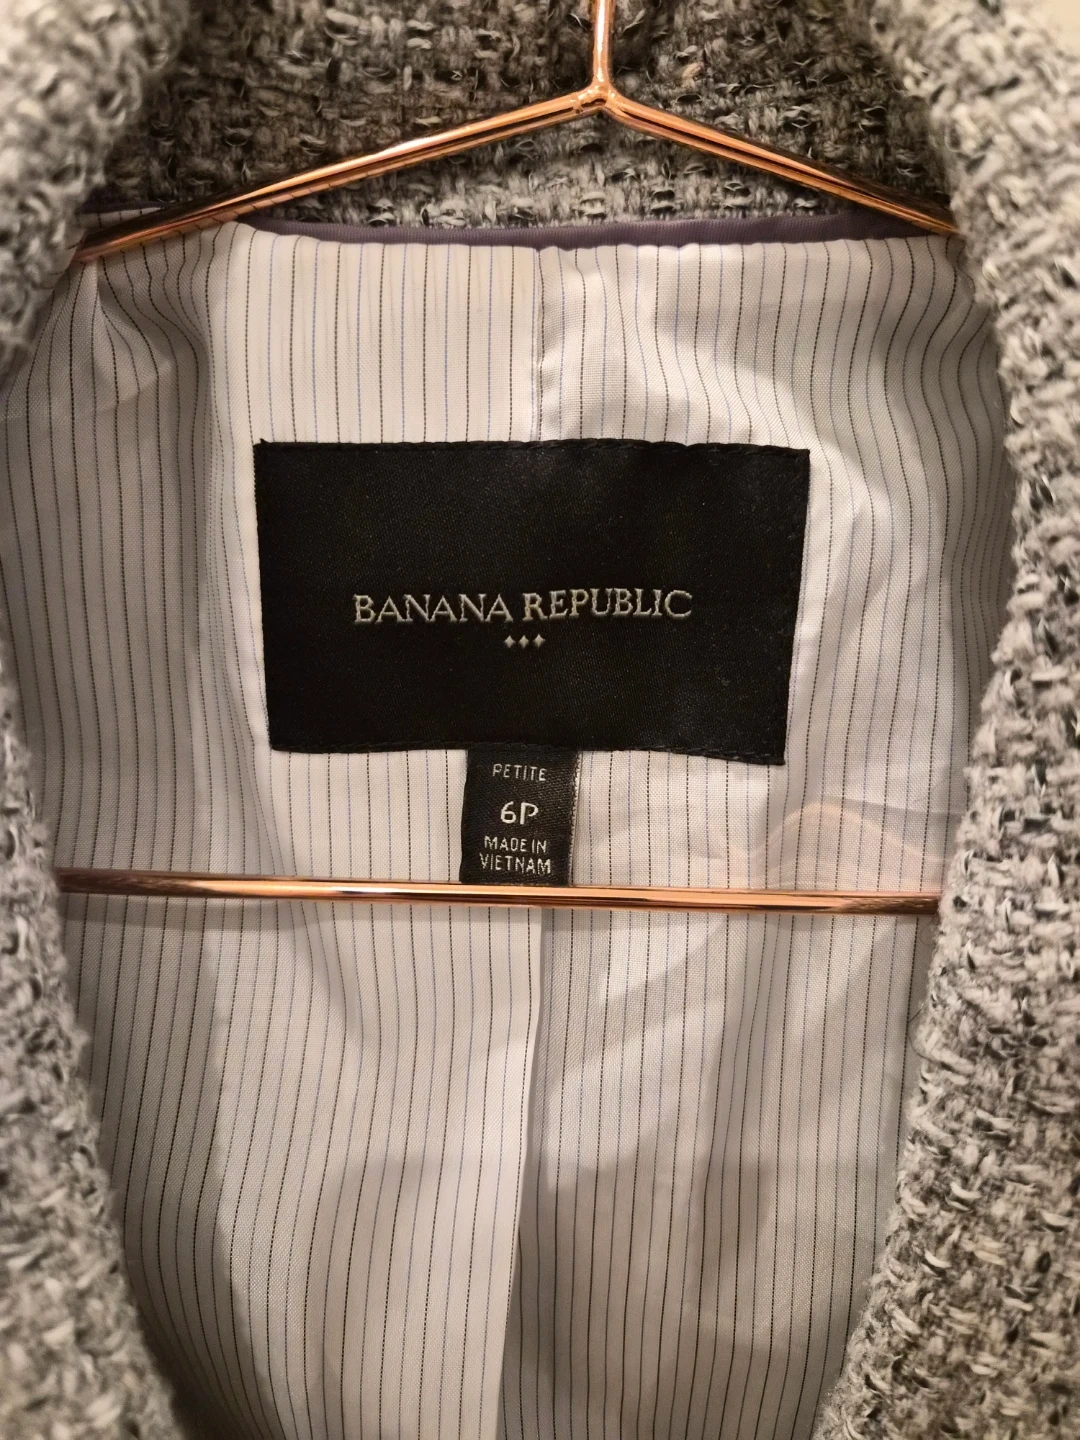 BANANA REPUBLIC
PETITE
6P
MADE IN
VIETNAM